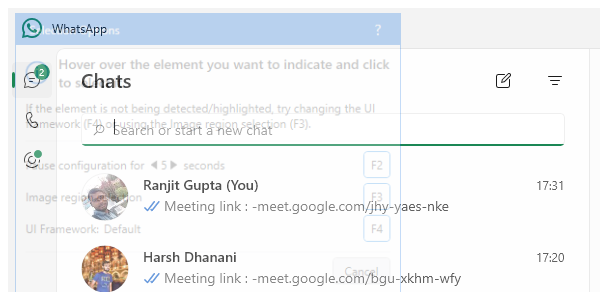 WhatsApp
?
Hover over the element you want to indicate and click
to
2
Chats
If the element is not being detected/highlighted, try changing the UI
framework (F4) or using the Image region selection (F3).
Search or start a new chat
Pause configuration for 5 seconds
F2
Ranjit Gupta (You)
17:31
Image region selection
F3
Meeting link : -meet.google.com/jhy-yaes-nke
UI Framework: Default
F4
Harsh Dhanani
17:20
Cancel
Meeting link : -meet.google.com/bgu-xkhm-wfy